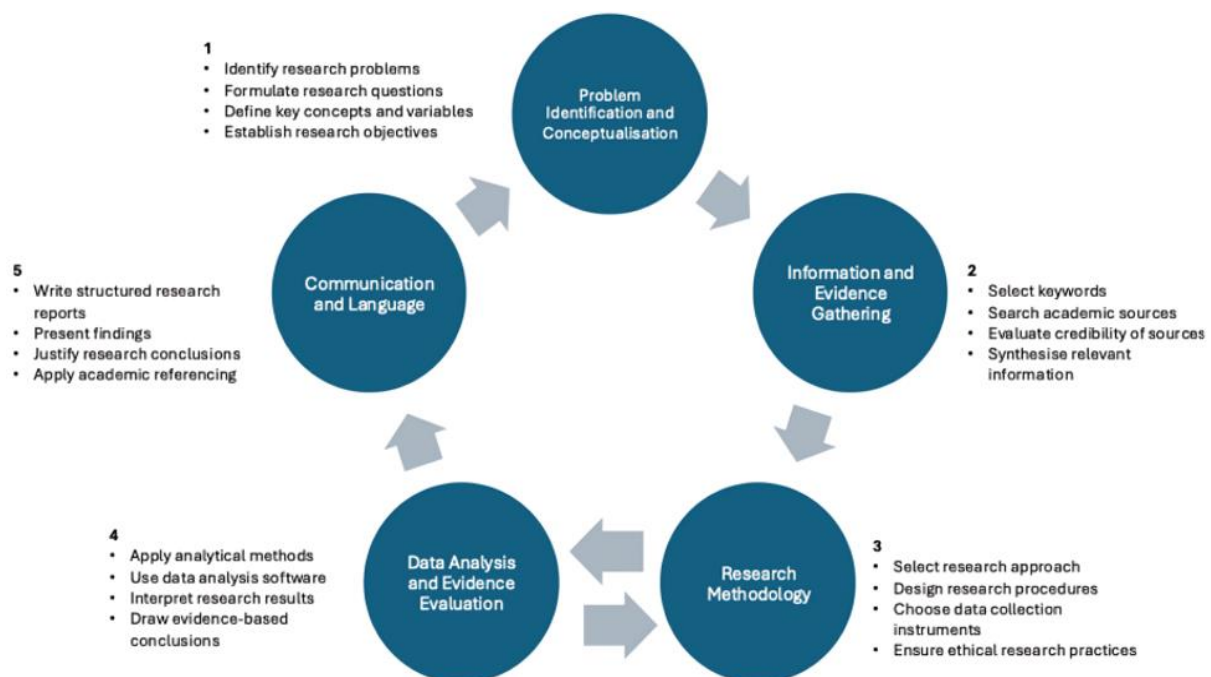 1
• Identify research problems
• Formulate research questions
• Define key concepts and variables
• Establish research objectives
Problem
Identification and
Conceptualisation
Information and
Evidence
Gathering
2
• Select keywords
• Search academic sources
• Evaluate credibility of sources
• Synthesise relevant
information
Research
Methodology
3
• Select research approach
• Design research procedures
• Choose data collection
instruments
• Ensure ethical research practices
4
• Apply analytical methods
• Use data analysis software
• Interpret research results
• Draw evidence-based
conclusions
Data Analysis
and Evidence
Evaluation
5
• Write structured research
reports
• Present findings
• Justify research conclusions
• Apply academic referencing
Communication
and Language